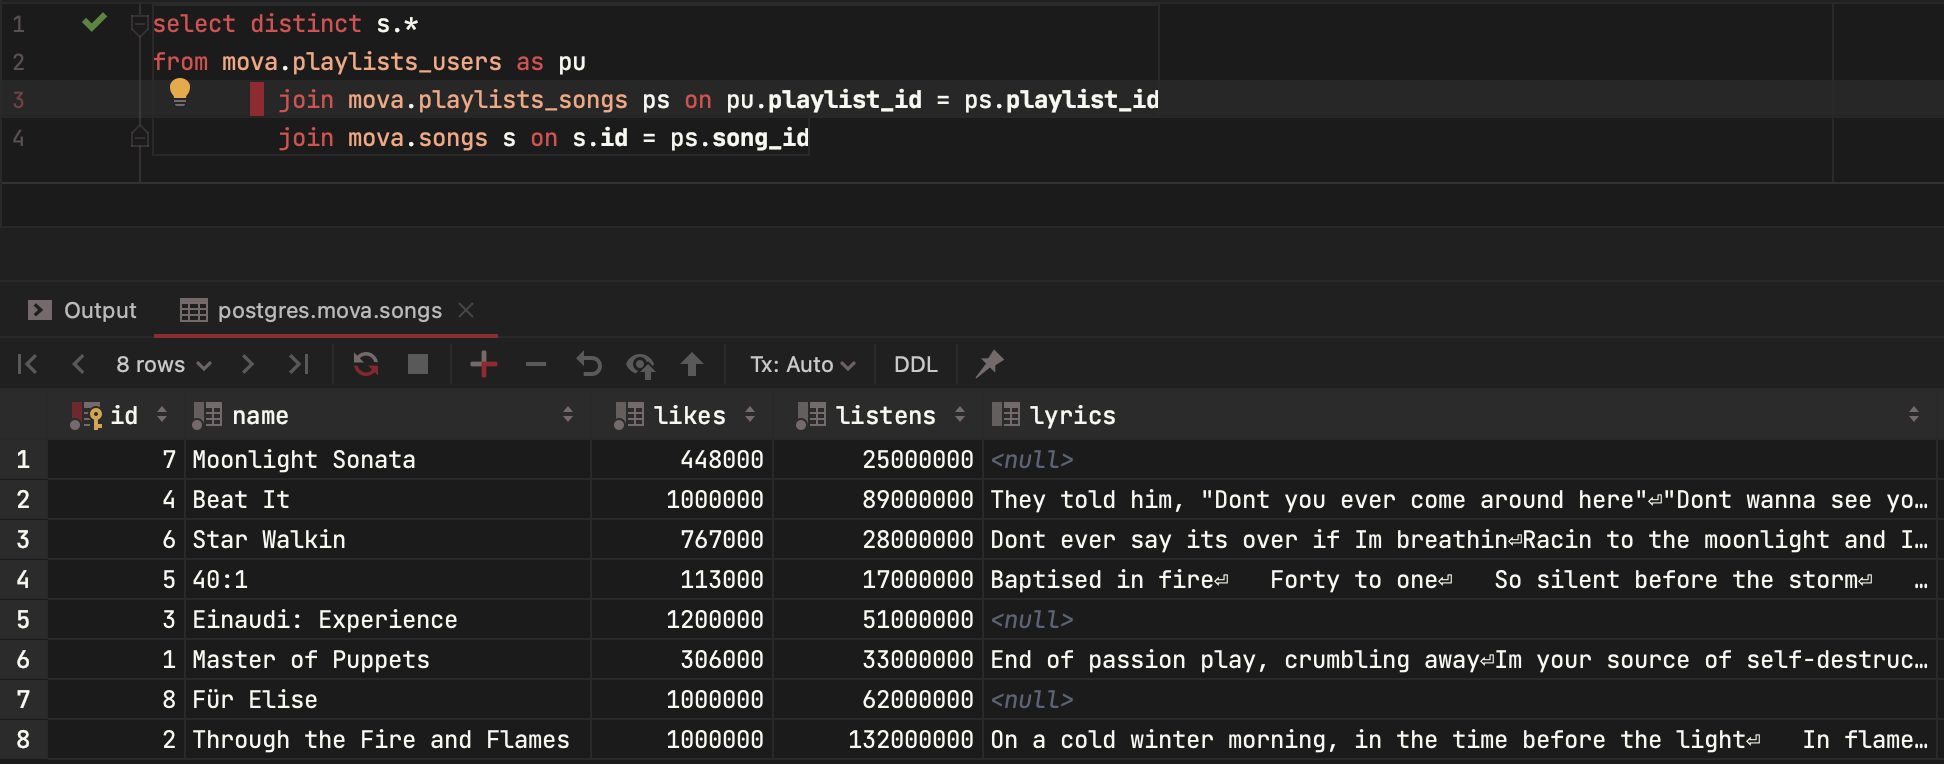 1 select distinct s.*
2 from mova.playlists_users as pu
3 join mova.playlists_songs ps on pu.playlist_id = ps.playlist_id
4 join mova.songs s on s.id = ps.song_id
Output postgres.mova.songs
8 rows Tx: Auto DDL
id name likes listens lyrics
1 7 Moonlight Sonata 448000 25000000 <null>
2 4 Beat It 1000000 89000000 They told him, "Dont you ever come around here"⏎"Dont wanna see yo…
3 6 Star Walkin 767000 28000000 Dont ever say its over if Im breathin⏎Racin to the moonlight and I…
4 5 40:1 113000 17000000 Baptised in fire⏎   Forty to one⏎   So silent before the storm⏎   …
5 3 Einaudi: Experience 1200000 51000000 <null>
6 1 Master of Puppets 306000 33000000 End of passion play, crumbling away⏎Im your source of self-destruc…
7 8 Für Elise 1000000 62000000 <null>
8 2 Through the Fire and Flames 1000000 132000000 On a cold winter morning, in the time before the light⏎   In flame…